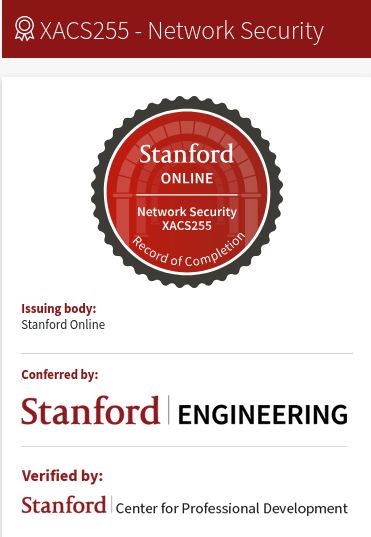 XACS255 - Network Security
Stanford
ONLINE
Network Security
XACS255
Record of Completion
Issuing body:
Stanford Online
Conferred by:
Stanford | ENGINEERING
Verified by:
Stanford | Center for Professional Development